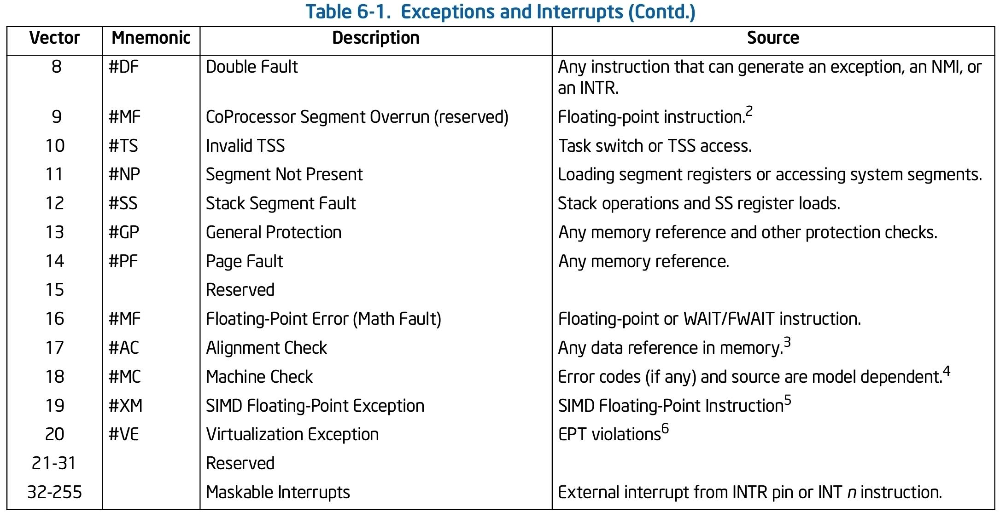 Table 6-1. Exceptions and Interrupts (Contd.)
Vector Mnemonic Description Source
8 #DF Double Fault Any instruction that can generate an exception, an NMI, or
an INTR.
9 #MF CoProcessor Segment Overrun (reserved) Floating-point instruction.2
10 #TS Invalid TSS Task switch or TSS access.
11 #NP Segment Not Present Loading segment registers or accessing system segments.
12 #SS Stack Segment Fault Stack operations and SS register loads.
13 #GP General Protection Any memory reference and other protection checks.
14 #PF Page Fault Any memory reference.
15 Reserved
16 #MF Floating-Point Error (Math Fault) Floating-point or WAIT/FWAIT instruction.
17 #AC Alignment Check Any data reference in memory.3
18 #MC Machine Check Error codes (if any) and source are model dependent.4
19 #XM SIMD Floating-Point Exception SIMD Floating-Point Instruction5
20 #VE Virtualization Exception EPT violations6
21-31 Reserved
32-255 Maskable Interrupts External interrupt from INTR pin or INT n instruction.